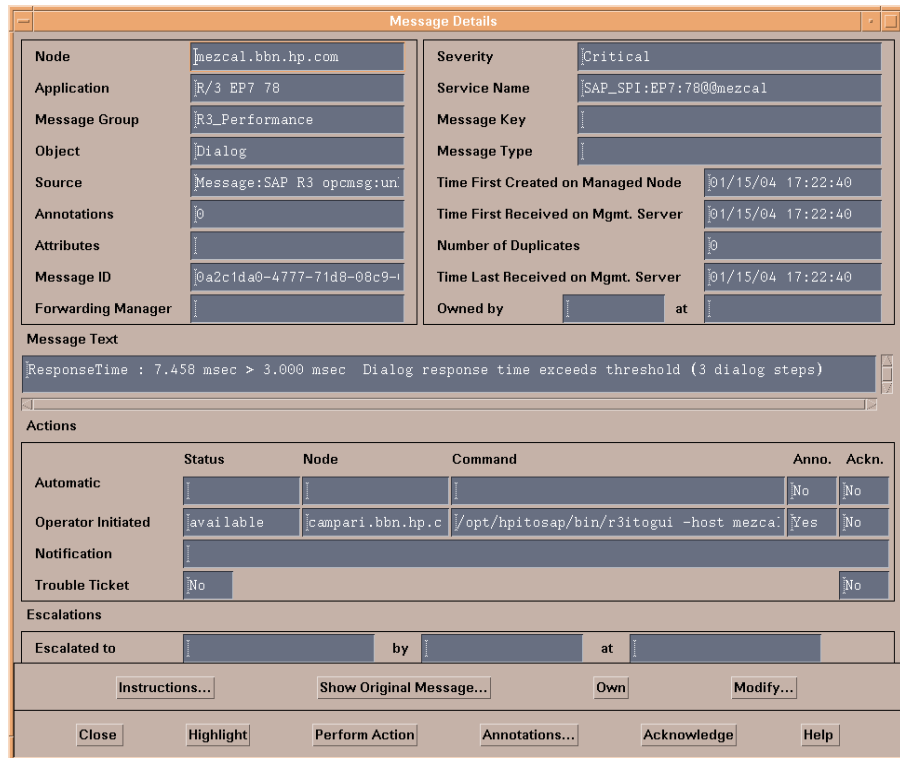 Message Details
Node mezcal.bbn.hp.com
Application R/3 EP7 78
Message Group R3_Performance
Object Dialog
Source Message:SAP R3 opcmsg:un
Annotations 0
Attributes
Message ID 0a2c1da0-4777-71d8-08c9-
Forwarding Manager
Severity Critical
Service Name SAP_SPI:EP7:78@@mezcal
Message Key
Message Type
Time First Created on Managed Node 01/15/04 17:22:40
Time First Received on Mgmt. Server 01/15/04 17:22:40
Number of Duplicates 0
Time Last Received on Mgmt. Server 01/15/04 17:22:40
Owned by at
Message Text
ResponseTime : 7.458 msec > 3.000 msec Dialog response time exceeds threshold (3 dialog steps)
Actions
Status Node Command Anno. Ackn.
Automatic No No
Operator Initiated available campari.bbn.hp.c /opt/hpitosap/bin/r3itogui -host mezcal Yes No
Notification
Trouble Ticket No No
Escalations
Escalated to by at
Instructions... Show Original Message... Own Modify...
Close Highlight Perform Action Annotations... Acknowledge Help